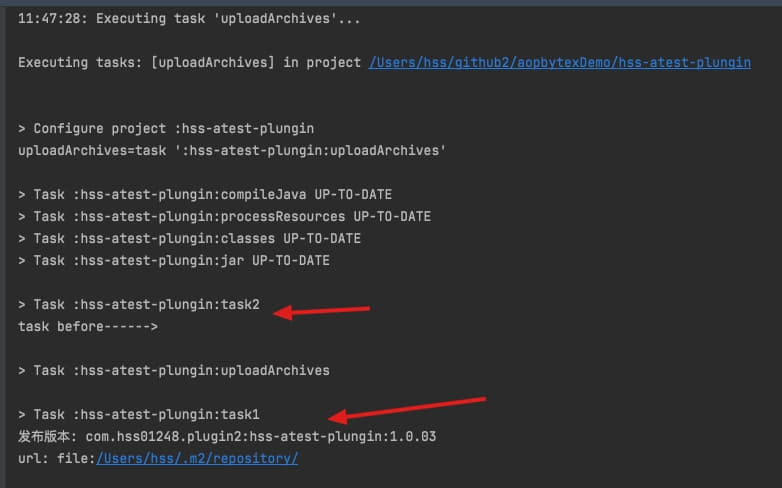 11:47:28: Executing task 'uploadArchives'...
Executing tasks: [uploadArchives] in project /Users/hss/github2/aopbytexDemo/hss-atest-plungin
> Configure project :hss-atest-plungin
uploadArchives=task ':hss-atest-plungin:uploadArchives'
> Task :hss-atest-plungin:compileJava UP-TO-DATE
> Task :hss-atest-plungin:processResources UP-TO-DATE
> Task :hss-atest-plungin:classes UP-TO-DATE
> Task :hss-atest-plungin:jar UP-TO-DATE
> Task :hss-atest-plungin:task2
task before------>
> Task :hss-atest-plungin:uploadArchives
> Task :hss-atest-plungin:task1
发布版本: com.hss01248.plugin2:hss-atest-plungin:1.0.03
url: file:/Users/hss/.m2/repository/